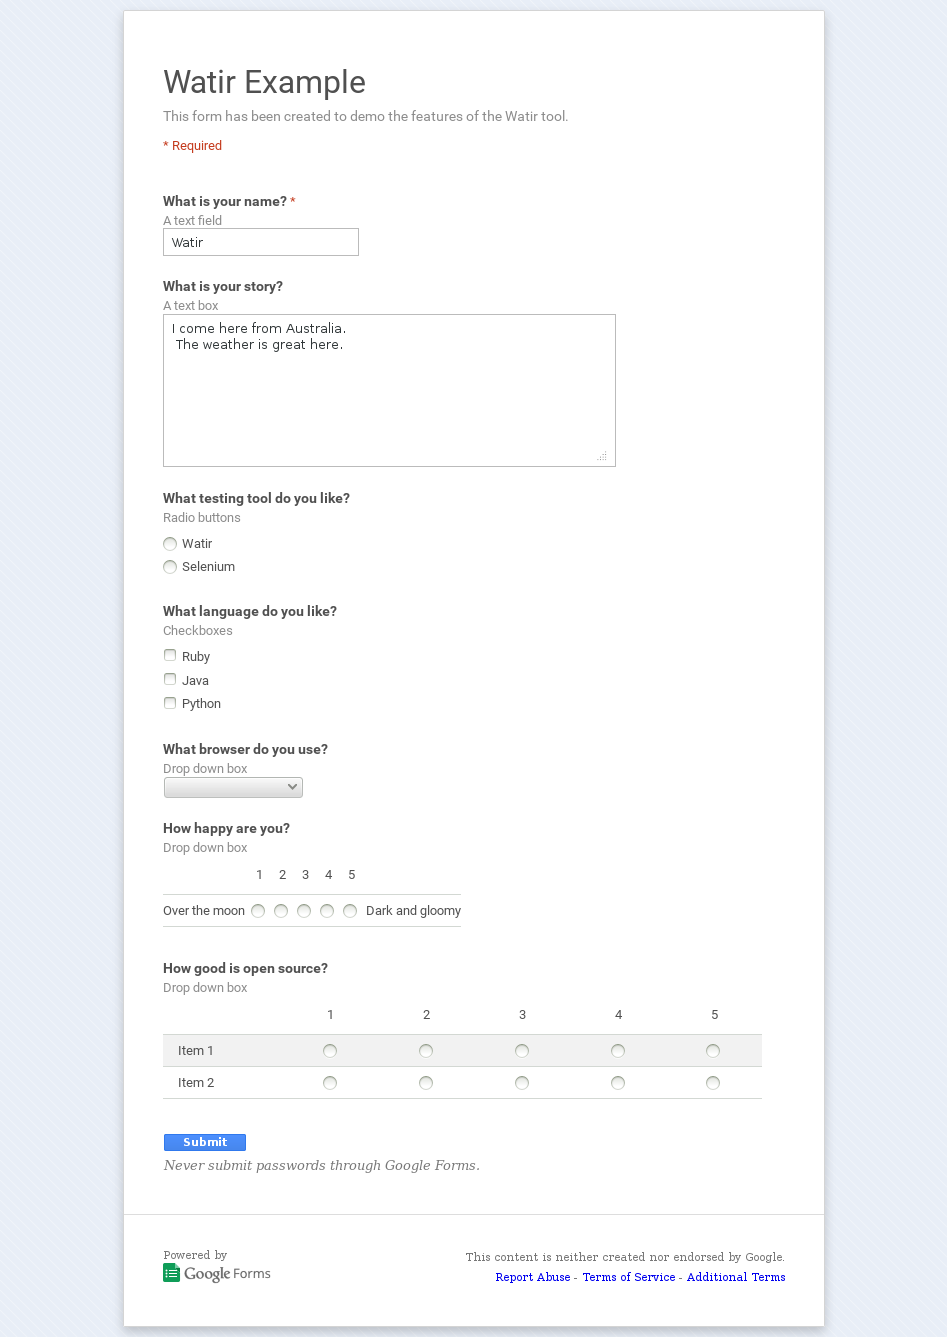 Watir Example
This form has been created to demo the features of the Watir tool.
* Required
What is your name? *
A text field
Watir
What is your story?
A text box
I come here from Australia.
The weather is great here.
What testing tool do you like?
Radio buttons
Watir
Selenium
What language do you like?
Checkboxes
Ruby
Java
Python
What browser do you use?
Drop down box
How happy are you?
Drop down box
1 2 3 4 5
Over the moon Dark and gloomy
How good is open source?
Drop down box
1 2 3 4 5
Item 1
Item 2
Submit
Never submit passwords through Google Forms.
Powered by
Google Forms
This content is neither created nor endorsed by Google.
Report Abuse - Terms of Service - Additional Terms